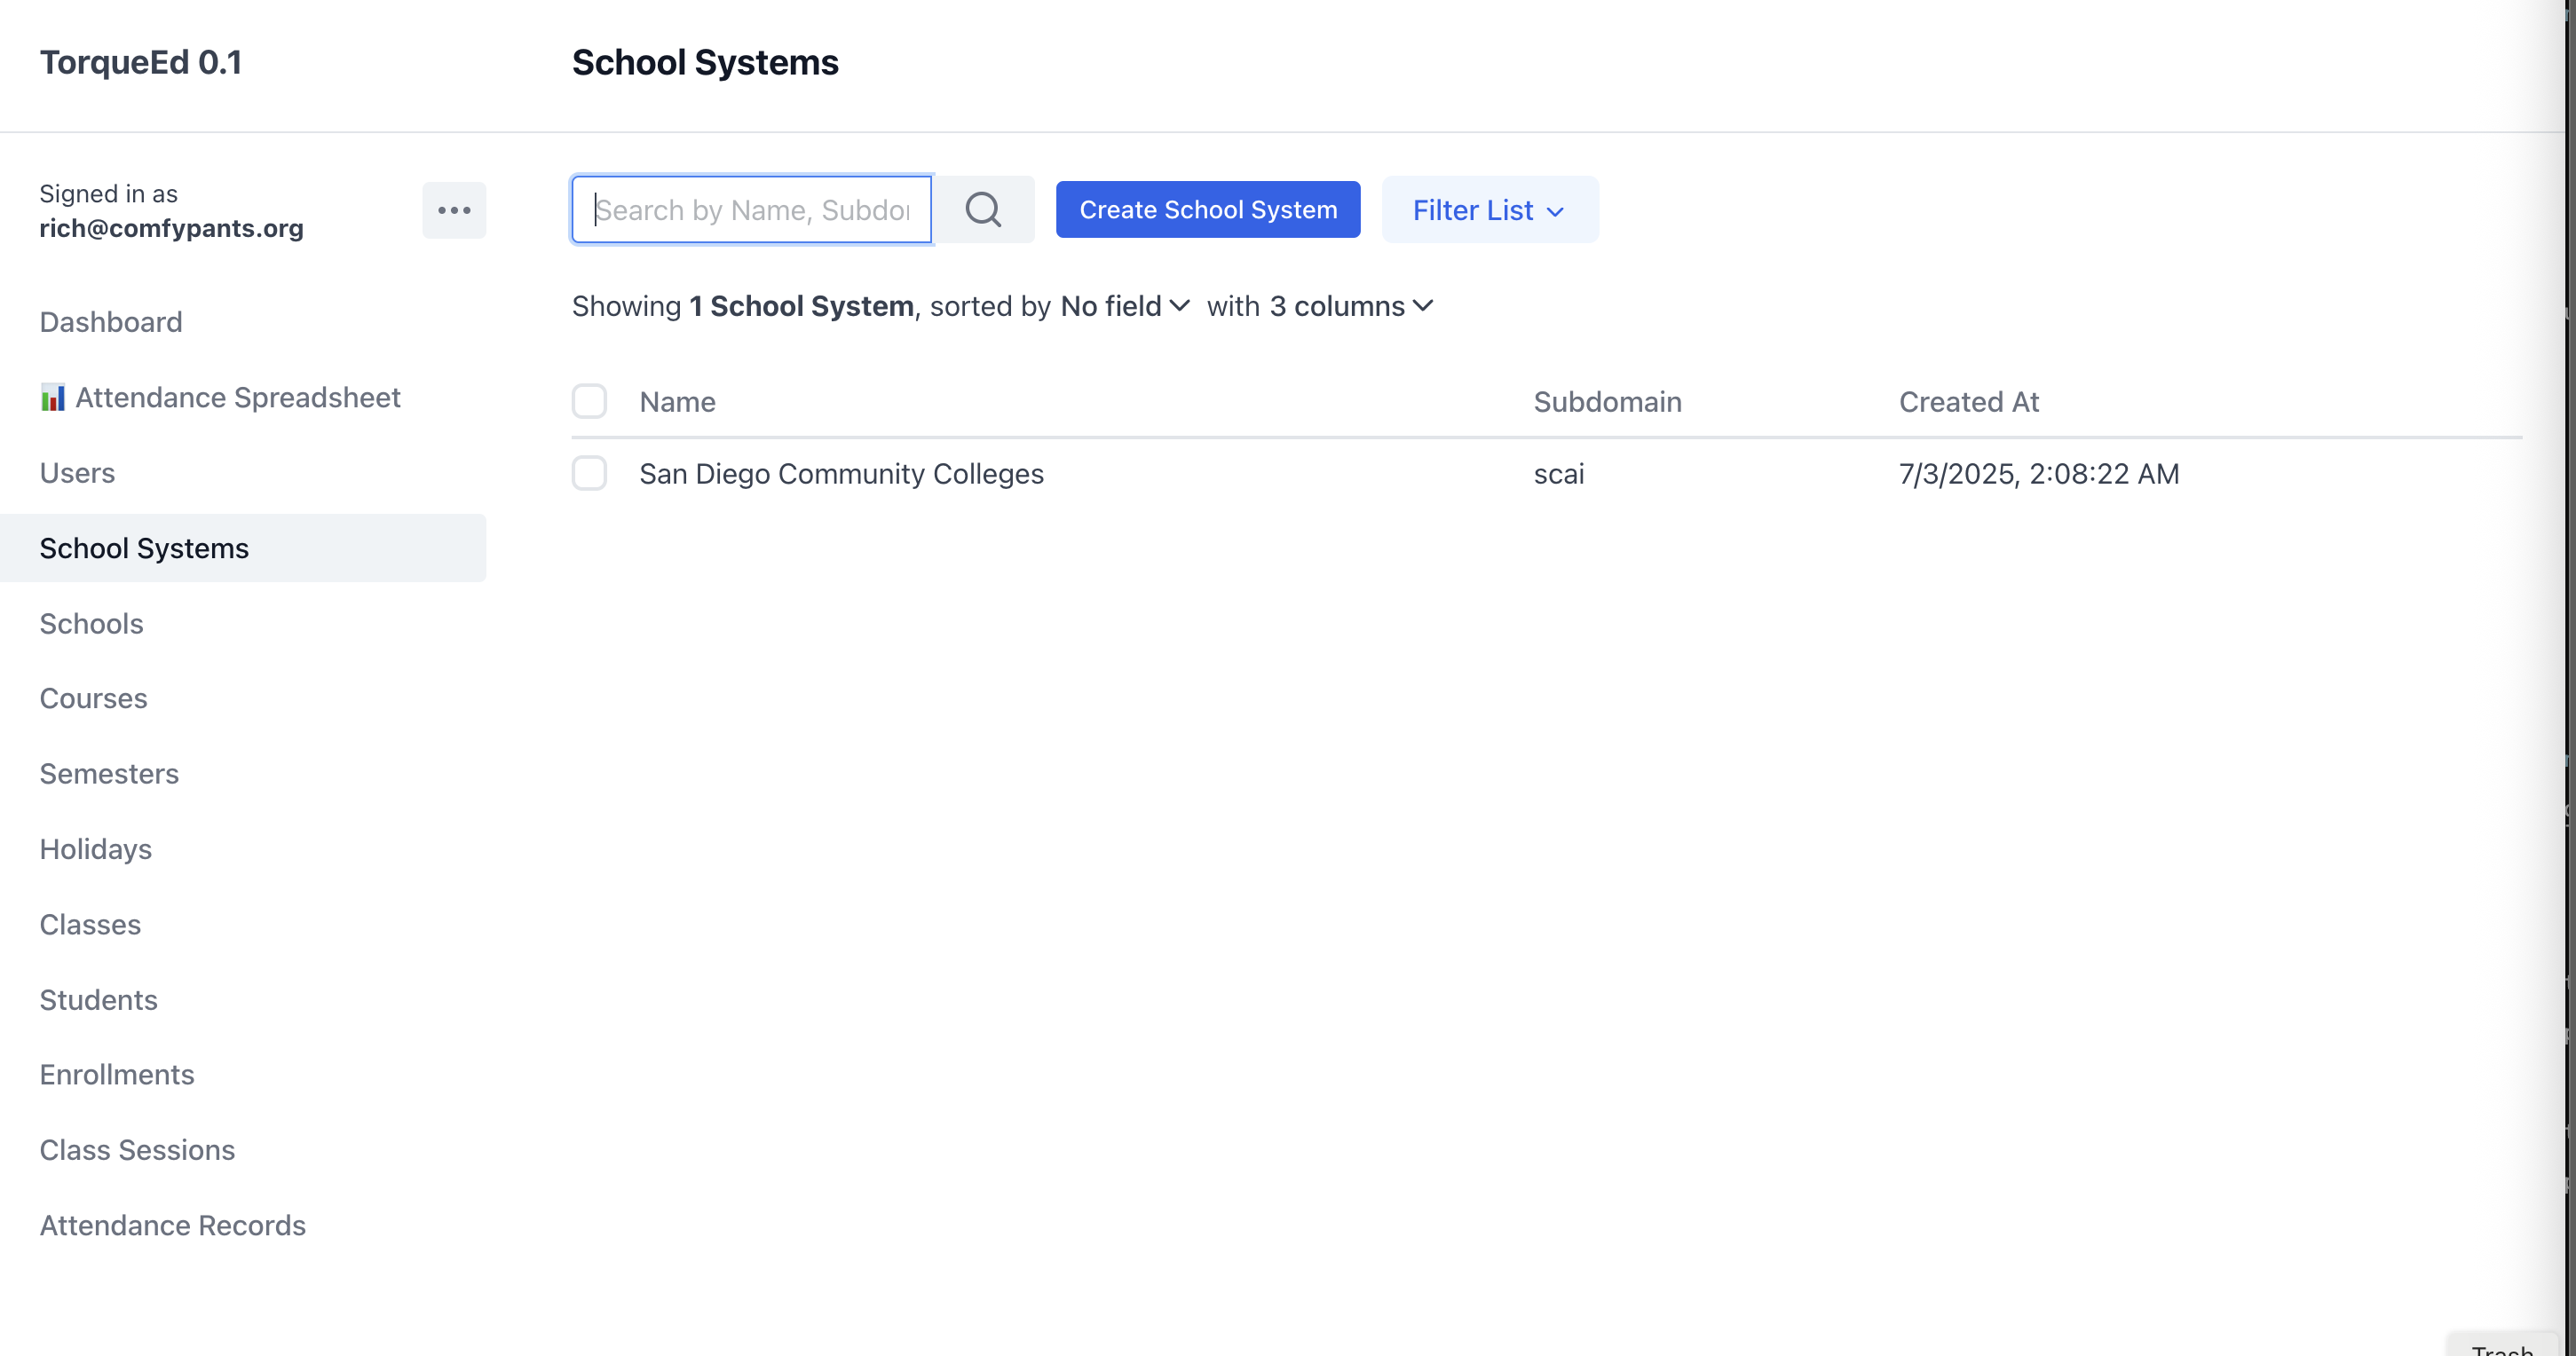 TorqueEd 0.1
School Systems
Signed in as
rich@comfypants.org
Search by Name, Subdo
Create School System
Filter List
Showing 1 School System, sorted by No field with 3 columns
Dashboard
Attendance Spreadsheet
Users
School Systems
Schools
Courses
Semesters
Holidays
Classes
Students
Enrollments
Class Sessions
Attendance Records
Name Subdomain Created At
San Diego Community Colleges scai 7/3/2025, 2:08:22 AM
Trash